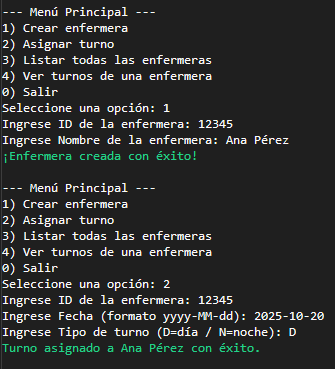 --- Menú Principal ---
1) Crear enfermera
2) Asignar turno
3) Listar todas las enfermeras
4) Ver turnos de una enfermera
0) Salir
Seleccione una opción: 1
Ingrese ID de la enfermera: 12345
Ingrese Nombre de la enfermera: Ana Pérez
¡Enfermera creada con éxito!

--- Menú Principal ---
1) Crear enfermera
2) Asignar turno
3) Listar todas las enfermeras
4) Ver turnos de una enfermera
0) Salir
Seleccione una opción: 2
Ingrese ID de la enfermera: 12345
Ingrese Fecha (formato yyyy-MM-dd): 2025-10-20
Ingrese Tipo de turno (D=día / N=noche): D
Turno asignado a Ana Pérez con éxito.